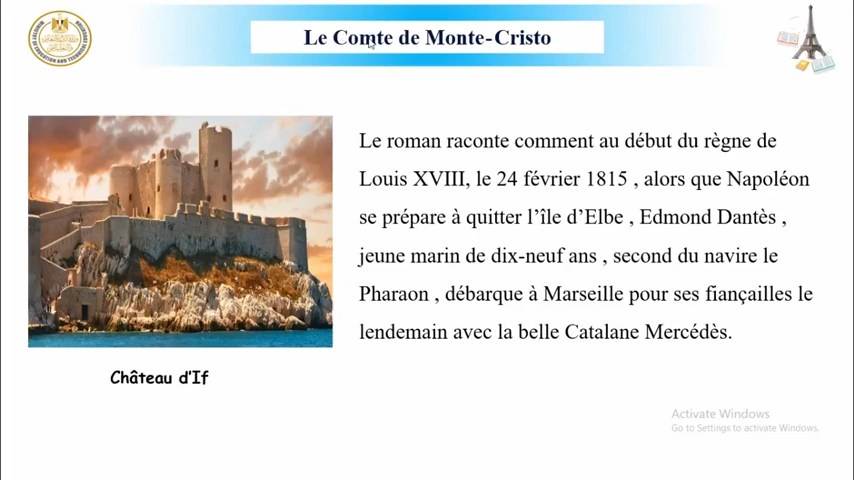 Le Comte de Monte-Cristo
Le roman raconte comment au début du règne de
Louis XVIII, le 24 février 1815 , alors que Napoléon
se prépare à quitter l'île d'Elbe , Edmond Dantès ,
jeune marin de dix-neuf ans , second du navire le
Pharaon , débarque à Marseille pour ses fiançailles le
lendemain avec la belle Catalane Mercédès.
Château d'If
Activate Windows
Go to Settings to activate Windows.